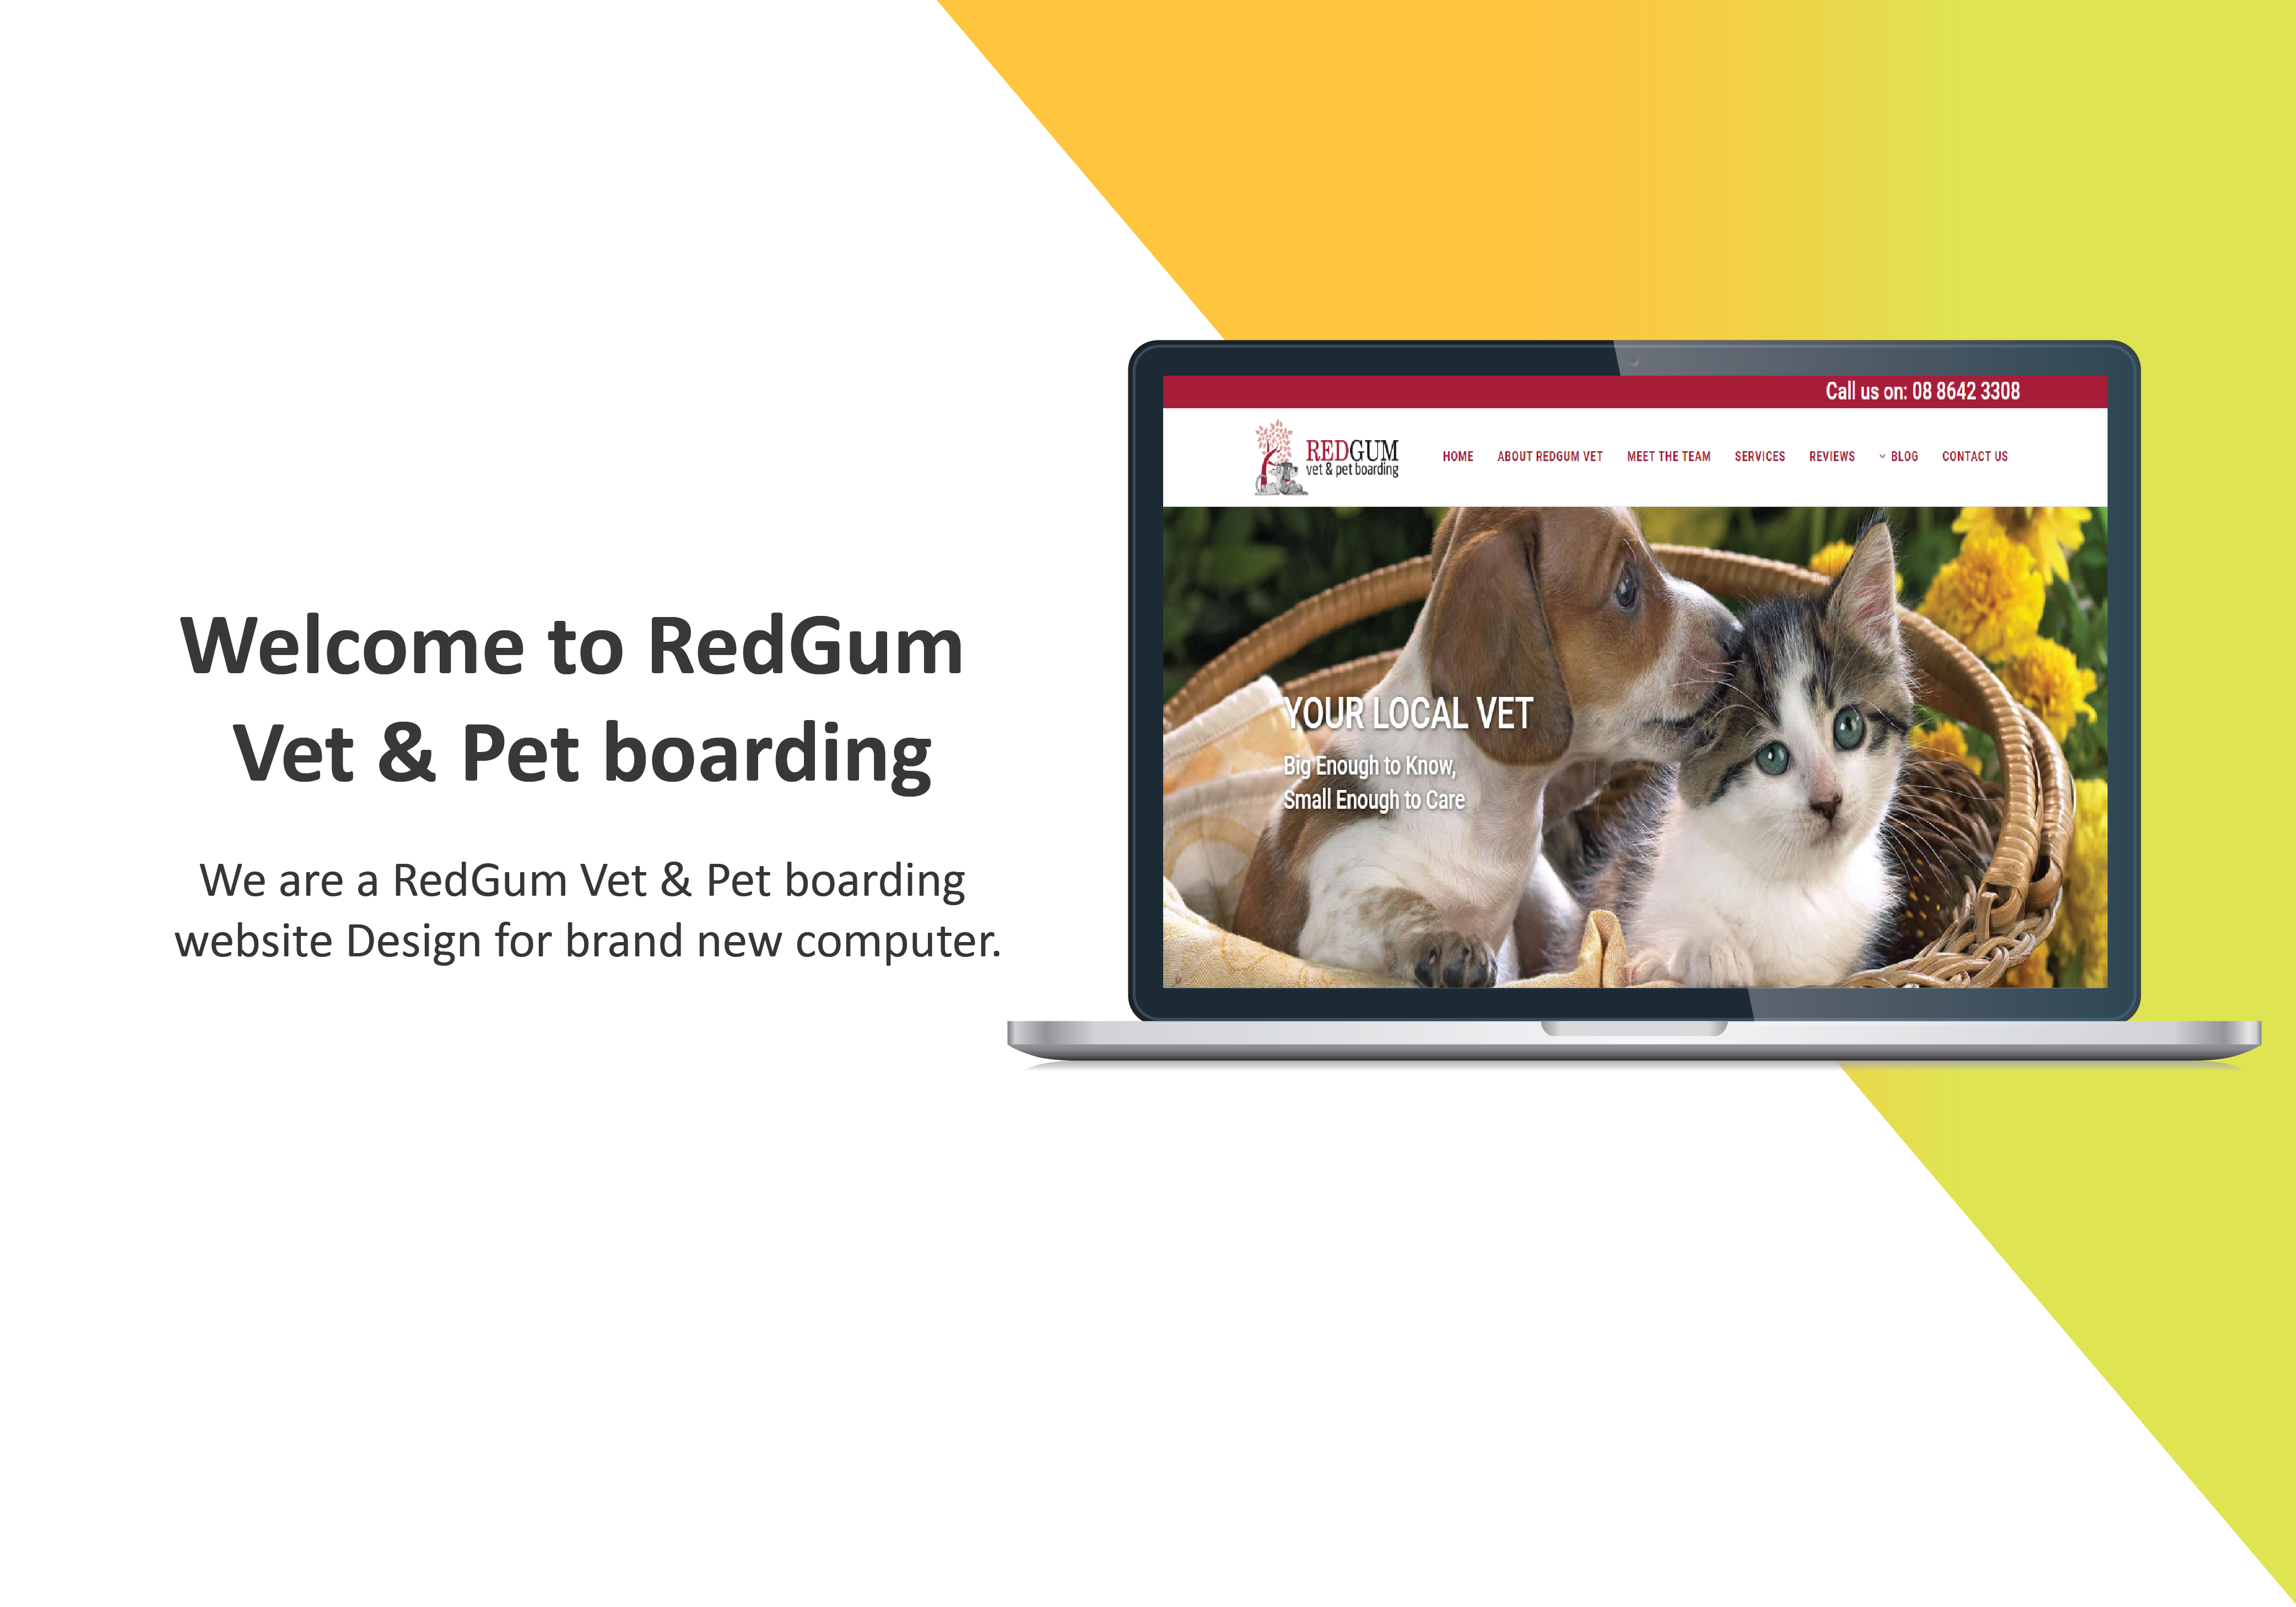 Welcome to RedGum
Vet & Pet boarding
We are a RedGum Vet & Pet boarding
website Design for brand new computer.
Call us on: 08 8642 3308
REDGUM
vet & pet boarding
HOME ABOUT REDGUM VET MEET THE TEAM SERVICES REVIEWS BLOG CONTACT US
YOUR LOCAL VET
Big Enough to Know,
Small Enough to Care